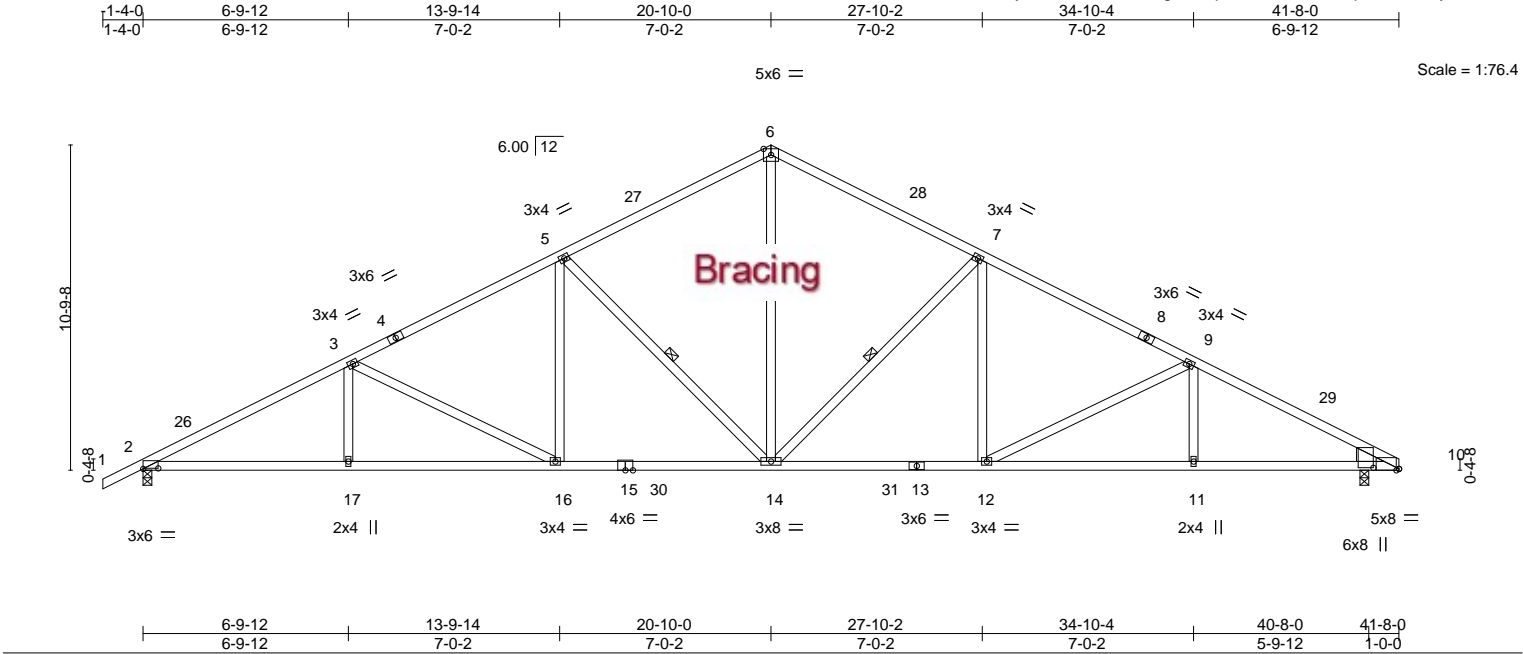 -1-4-0 6-9-12 13-9-14 20-10-0 27-10-2 34-10-4 41-8-0
1-4-0 6-9-12 7-0-2 7-0-2 7-0-2 7-0-2 6-9-12
5x6 =
Scale = 1:76.4
6
6.00 12
27 28
3x4 3x4
5 7
Bracing
3x6 3x6
3x4 4 8 3x4
3 9
10-9-8
29
26
2
1 10
0-4-8 0-4-8
17 16 15 30 14 31 13 12 11
3x6 = 2x4 || 3x4 = 4x6 = 3x8 = 3x6 = 3x4 = 2x4 || 5x8 =
6x8 ||
6-9-12 13-9-14 20-10-0 27-10-2 34-10-4 40-8-0 41-8-0
6-9-12 7-0-2 7-0-2 7-0-2 7-0-2 5-9-12 1-0-0